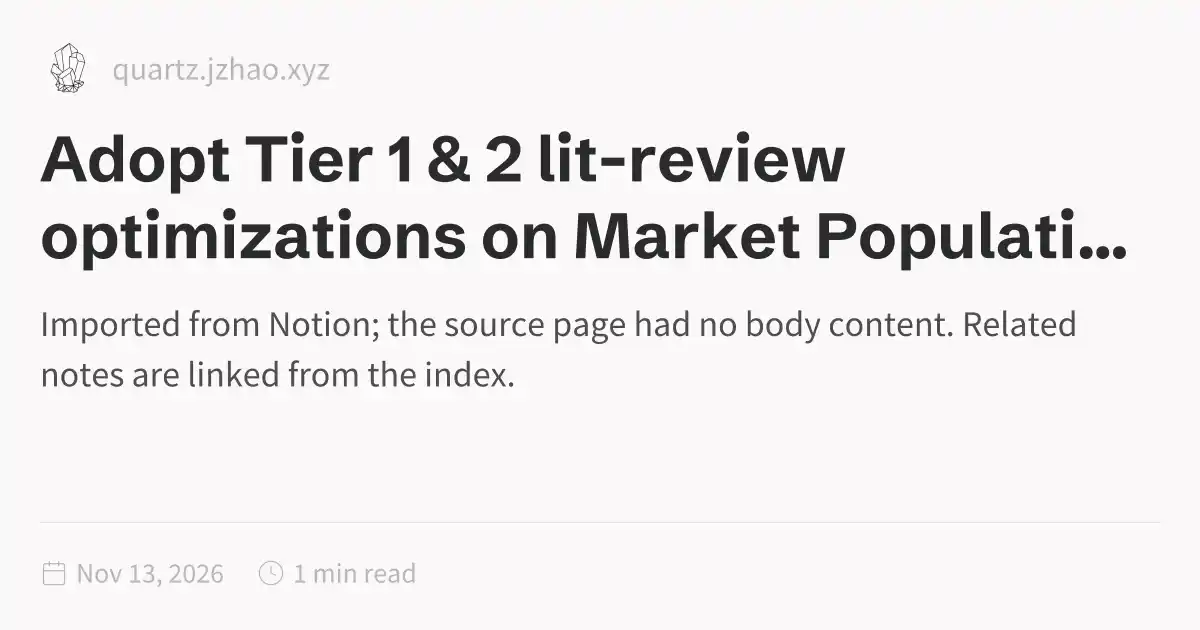 quartz.jzhao.xyz
Adopt Tier 1 & 2 lit-review
optimizations on Market Populati...
Imported from Notion; the source page had no body content. Related
notes are linked from the index.
Nov 13, 2026 1 min read